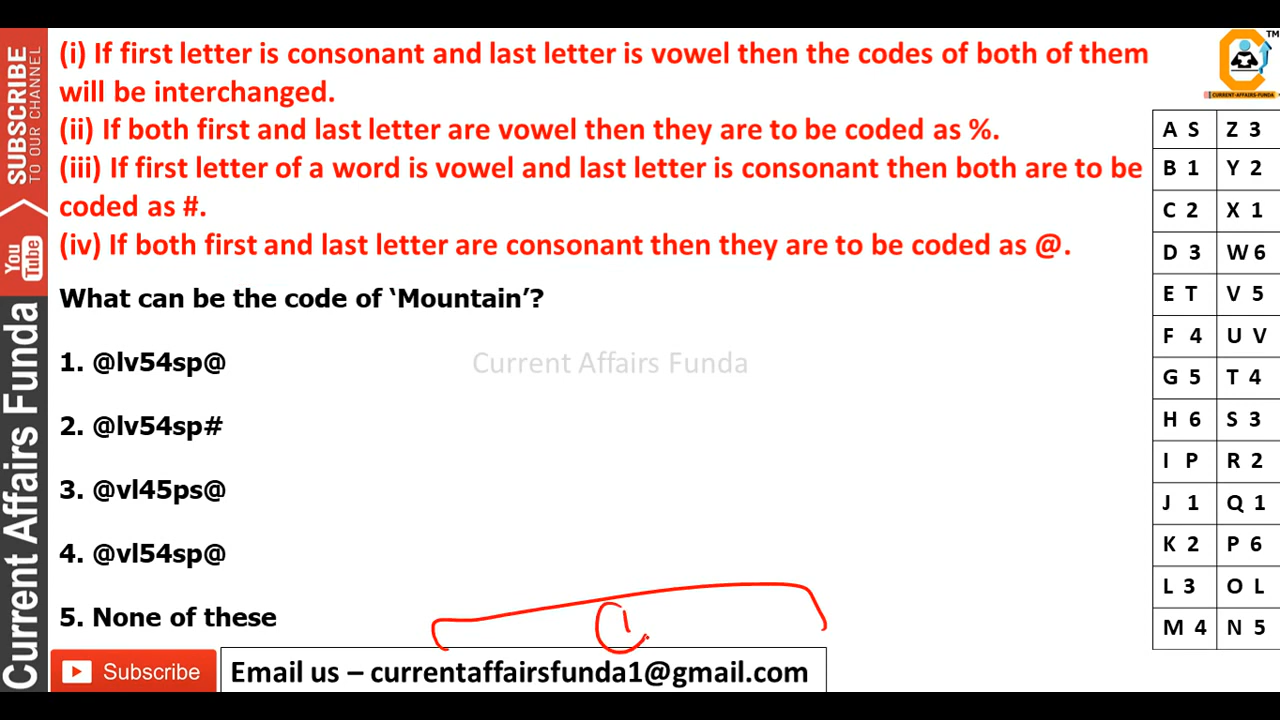 (i) If first letter is consonant and last letter is vowel then the codes of both of them
will be interchanged.
(ii) If both first and last letter are vowel then they are to be coded as %.
(iii) If first letter of a word is vowel and last letter is consonant then both are to be
coded as #.
(iv) If both first and last letter are consonant then they are to be coded as @.
What can be the code of ‘Mountain’?
1. @lv54sp@
2. @lv54sp#
3. @vl45ps@
4. @vl54sp@
5. None of these
1
Current Affairs Funda
Email us – currentaffairsfunda1@gmail.com
Subscribe
SUBSCRIBE
TO OUR CHANNEL
You
Tube
Current Affairs Funda
TM
CURRENT-AFFAIRS-FUNDA
A S Z 3
B 1 Y 2
C 2 X 1
D 3 W 6
E T V 5
F 4 U V
G 5 T 4
H 6 S 3
I P R 2
J 1 Q 1
K 2 P 6
L 3 O L
M 4 N 5